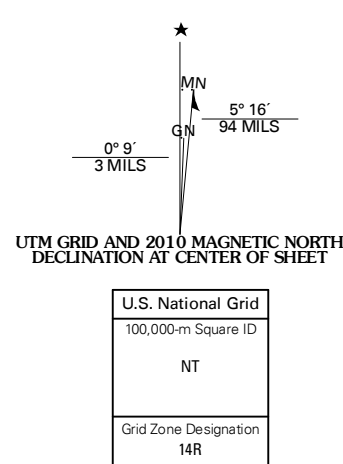 ★
MN
5° 16´
94 MILS
GN
0° 9´
3 MILS
UTM GRID AND 2010 MAGNETIC NORTH
DECLINATION AT CENTER OF SHEET
U.S. National Grid
100,000-m Square ID
NT
Grid Zone Designation
14R